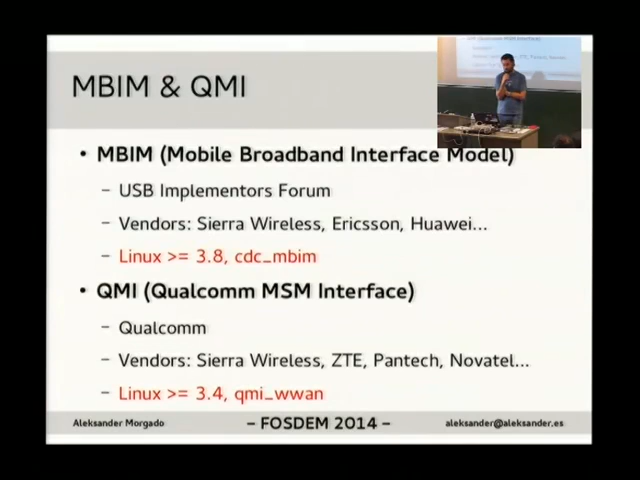 MBIM & QMI
• MBIM (Mobile Broadband Interface Model)
– USB Implementors Forum
– Vendors: Sierra Wireless, Ericsson, Huawei...
– Linux >= 3.8, cdc_mbim
• QMI (Qualcomm MSM Interface)
– Qualcomm
– Vendors: Sierra Wireless, ZTE, Pantech, Novatel...
– Linux >= 3.4, qmi_wwan
Aleksander Morgado
– FOSDEM 2014 –
aleksander@aleksander.es